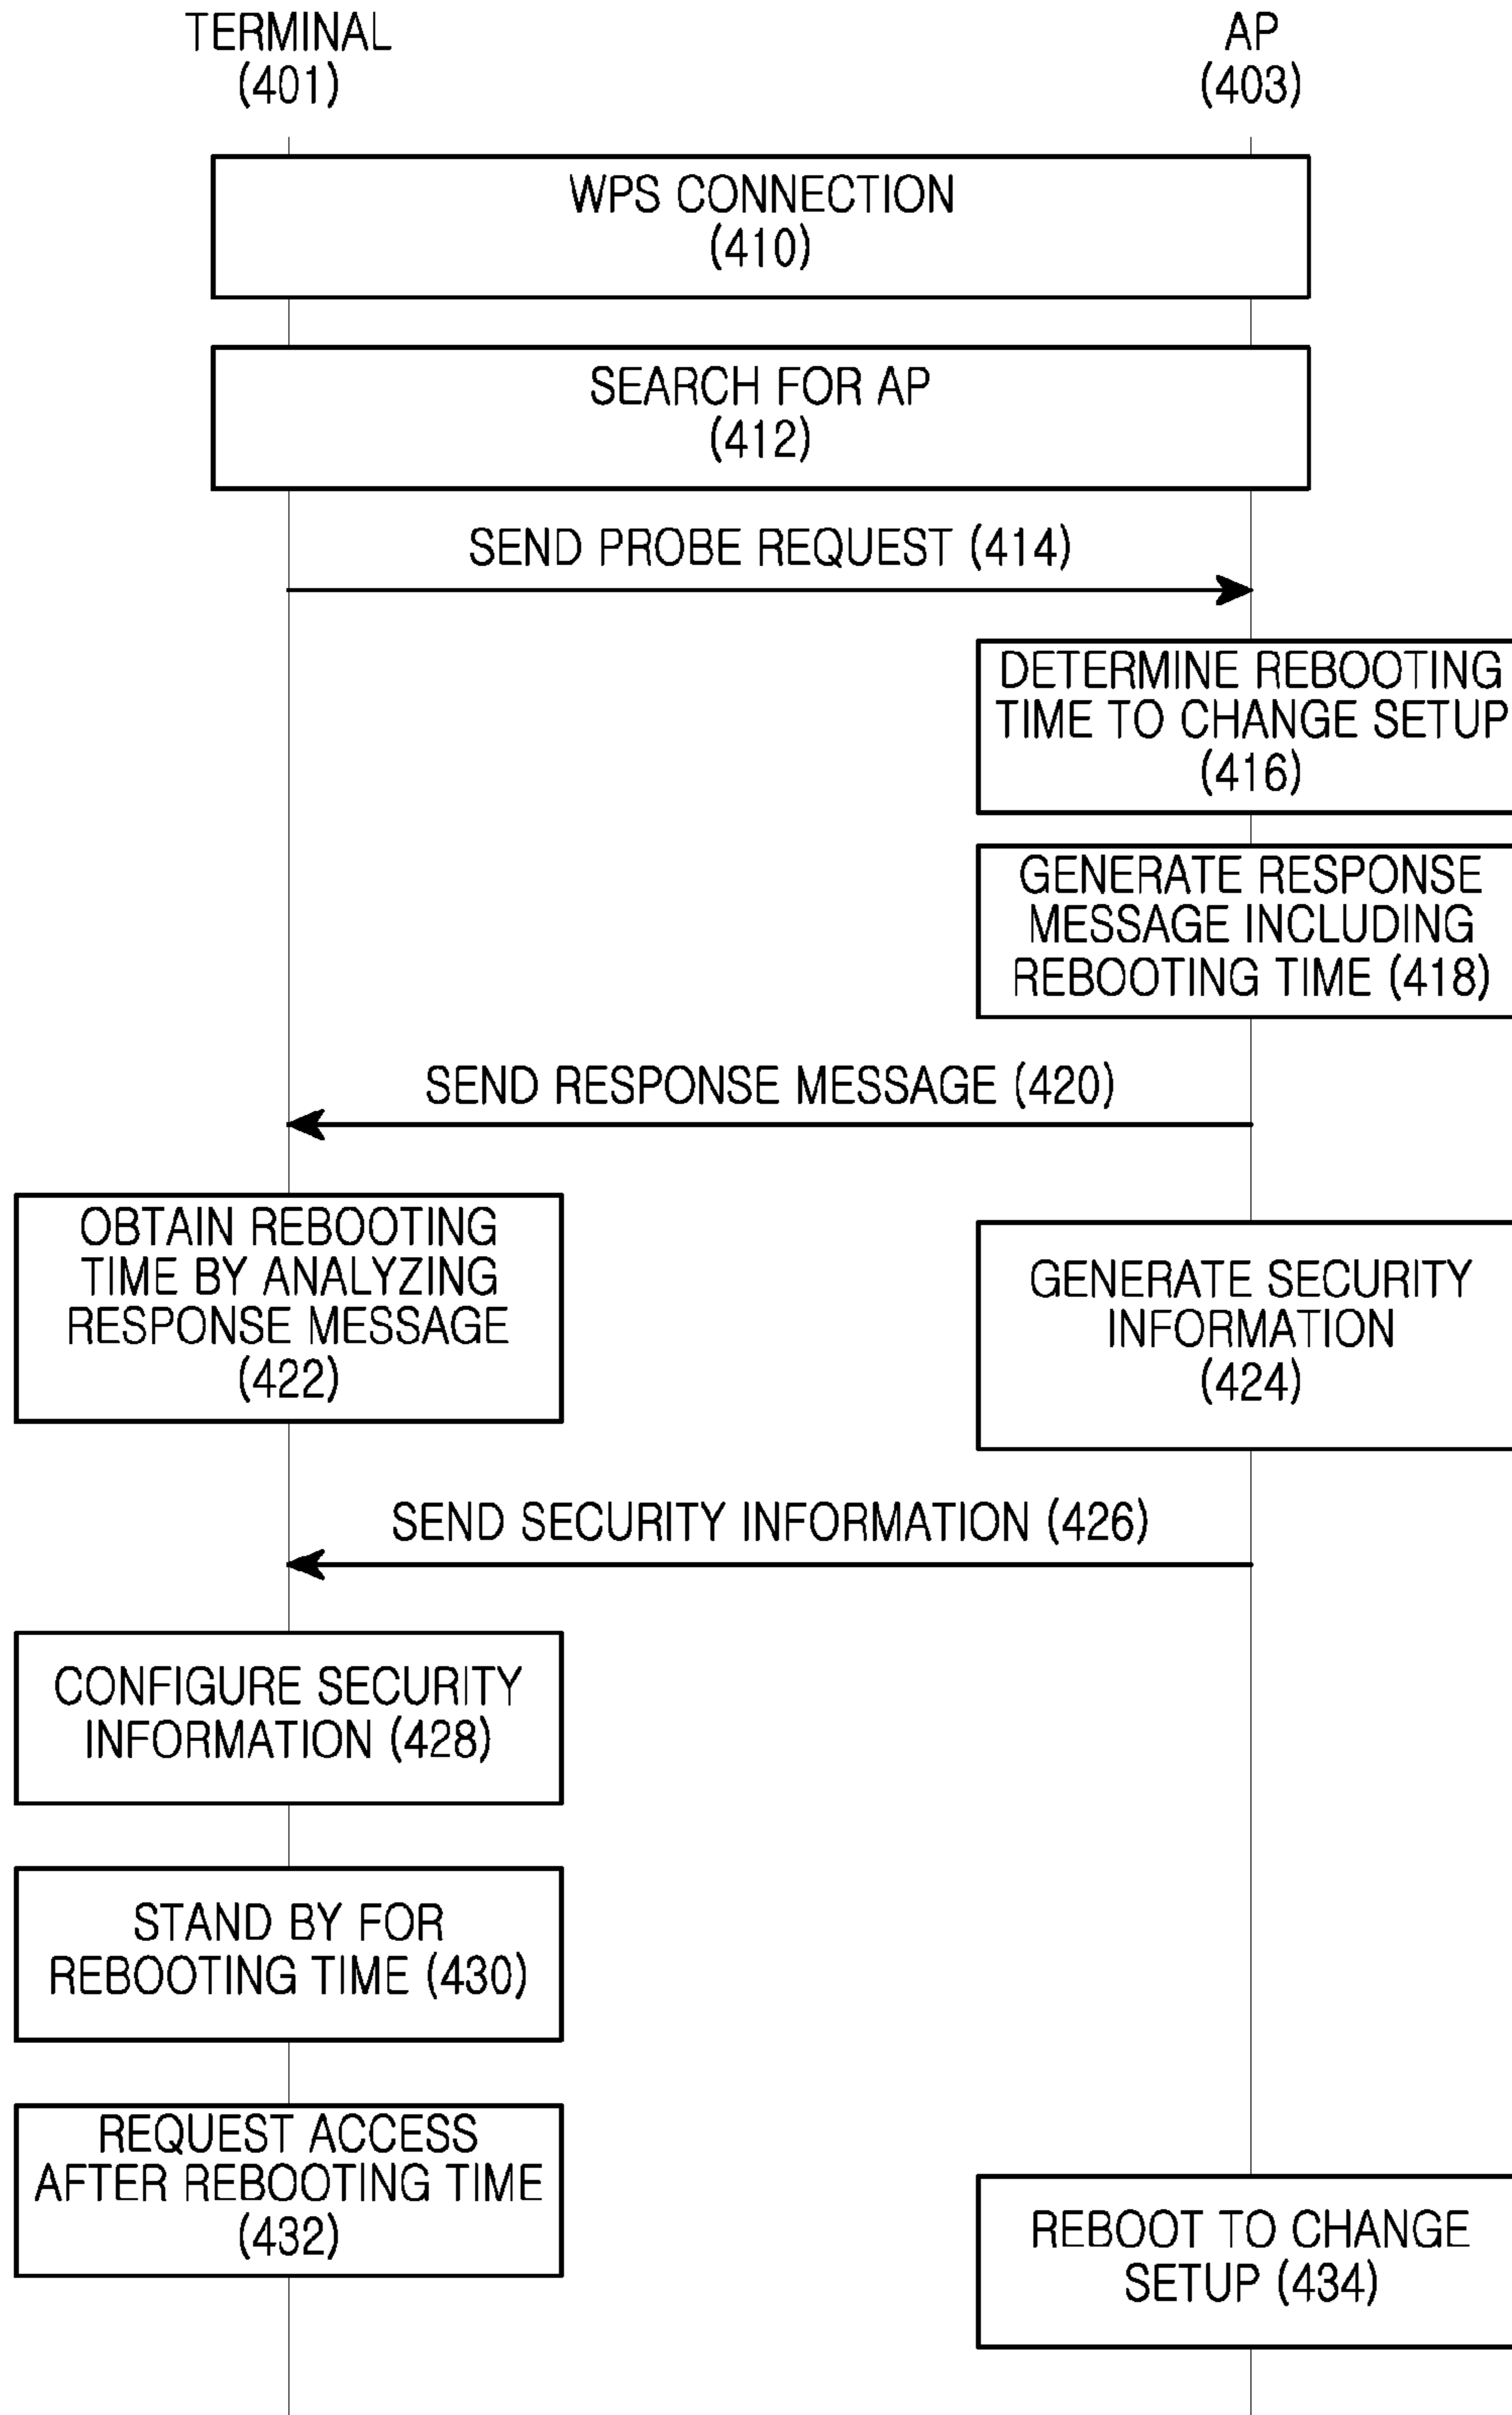 TERMINAL
(401)
AP
(403)
WPS CONNECTION
(410)
SEARCH FOR AP
(412)
SEND PROBE REQUEST (414)
DETERMINE REBOOTING
TIME TO CHANGE SETUP
(416)
GENERATE RESPONSE
MESSAGE INCLUDING
REBOOTING TIME (418)
SEND RESPONSE MESSAGE (420)
OBTAIN REBOOTING
TIME BY ANALYZING
RESPONSE MESSAGE
(422)
GENERATE SECURITY
INFORMATION
(424)
SEND SECURITY INFORMATION (426)
CONFIGURE SECURITY
INFORMATION (428)
STAND BY FOR
REBOOTING TIME (430)
REQUEST ACCESS
AFTER REBOOTING TIME
(432)
REBOOT TO CHANGE
SETUP (434)